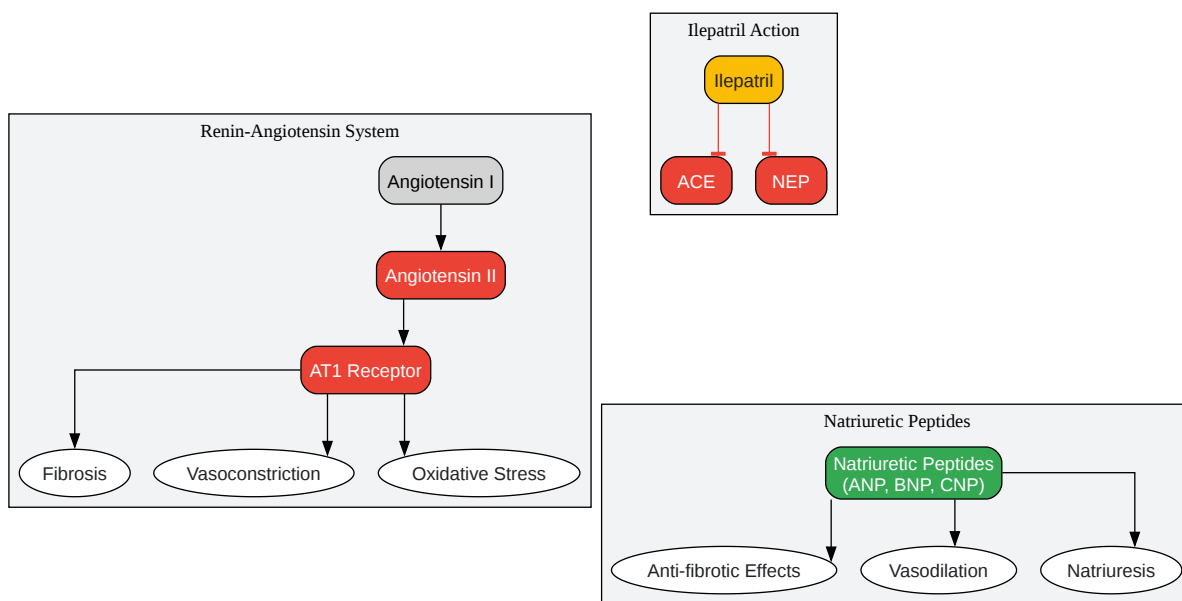 Ilepatril Action
Ilepatril
ACE
NEP
Renin-Angiotensin System
Angiotensin I
Angiotensin II
AT1 Receptor
Fibrosis
Vasoconstriction
Oxidative Stress
Natriuretic Peptides
Natriuretic Peptides
(ANP, BNP, CNP)
Anti-fibrotic Effects
Vasodilation
Natriuresis